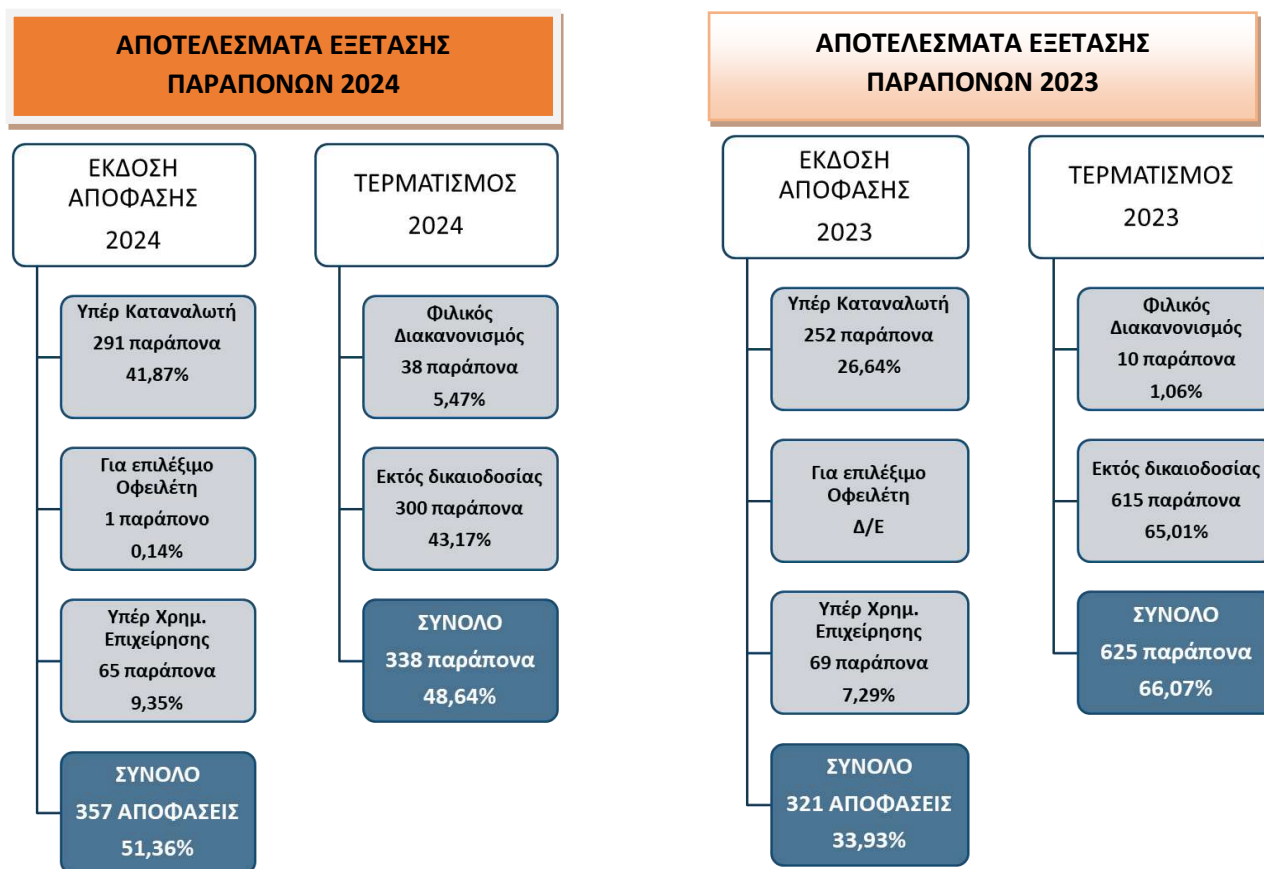 ΑΠΟΤΕΛΕΣΜΑΤΑ ΕΞΕΤΑΣΗΣ
ΠΑΡΑΠΟΝΩΝ 2024
ΕΚΔΟΣΗ
ΑΠΟΦΑΣΗΣ
2024
Υπέρ Καταναλωτή
291 παράπονα
41,87%
Για επιλέξιμο
Οφειλέτη
1 παράπονο
0,14%
Υπέρ Χρημ.
Επιχείρησης
65 παράπονα
9,35%
ΣΥΝΟΛΟ
357 ΑΠΟΦΑΣΕΙΣ
51,36%
ΤΕΡΜΑΤΙΣΜΟΣ
2024
Φιλικός
Διακανονισμός
38 παράπονα
5,47%
Εκτός δικαιοδοσίας
300 παράπονα
43,17%
ΣΥΝΟΛΟ
338 παράπονα
48,64%
ΑΠΟΤΕΛΕΣΜΑΤΑ ΕΞΕΤΑΣΗΣ
ΠΑΡΑΠΟΝΩΝ 2023
ΕΚΔΟΣΗ
ΑΠΟΦΑΣΗΣ
2023
Υπέρ Καταναλωτή
252 παράπονα
26,64%
Για επιλέξιμο
Οφειλέτη
Δ/Ε
Υπέρ Χρημ.
Επιχείρησης
69 παράπονα
7,29%
ΣΥΝΟΛΟ
321 ΑΠΟΦΑΣΕΙΣ
33,93%
ΤΕΡΜΑΤΙΣΜΟΣ
2023
Φιλικός
Διακανονισμός
10 παράπονα
1,06%
Εκτός δικαιοδοσίας
615 παράπονα
65,01%
ΣΥΝΟΛΟ
625 παράπονα
66,07%